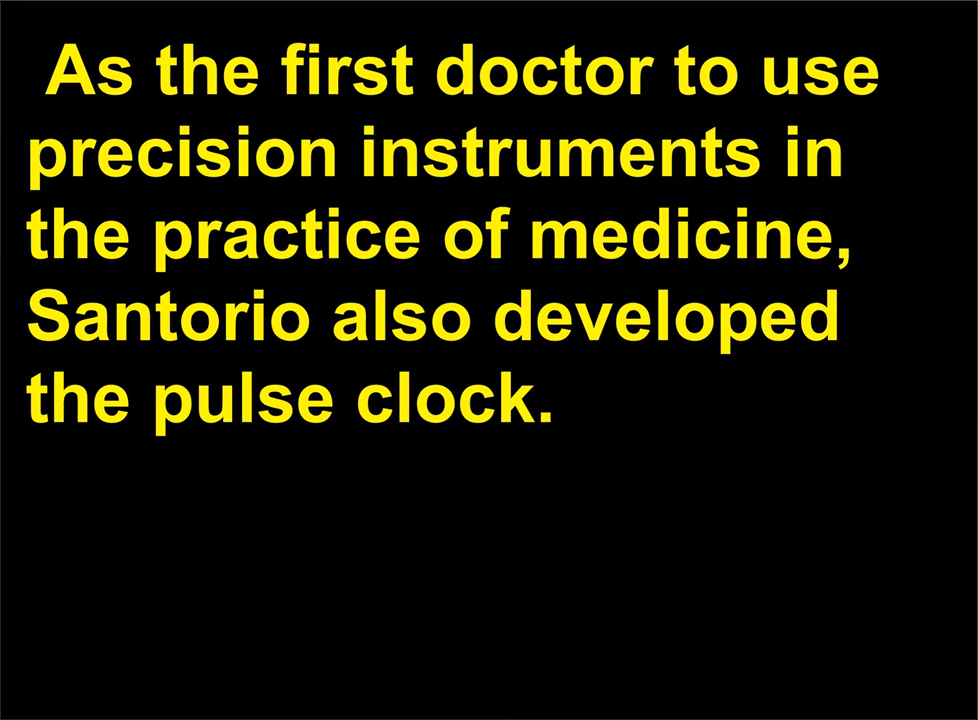 As the first doctor to use
precision instruments in
the practice of medicine,
Santorio also developed
the pulse clock.